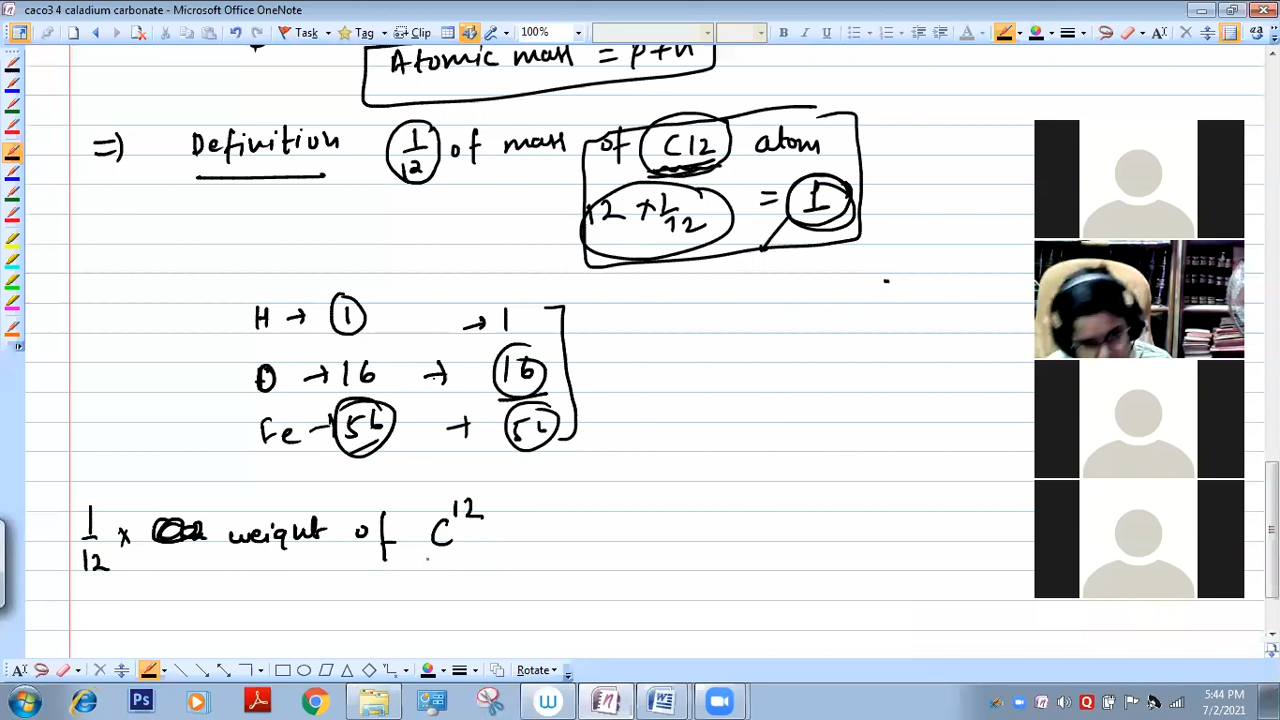 caco3 4 caladium carbonate - Microsoft Office OneNote
Task Tag Clip 100%
Atomic mass = p+n
=) Definition 1/12 of mass of C12 atom
12 × 1/12 = 1
H → 1 → 1
O → 16 → 16
Fe → 56 → 56
1/12 × weight of C12
Rotate
5:44 PM
7/2/2021